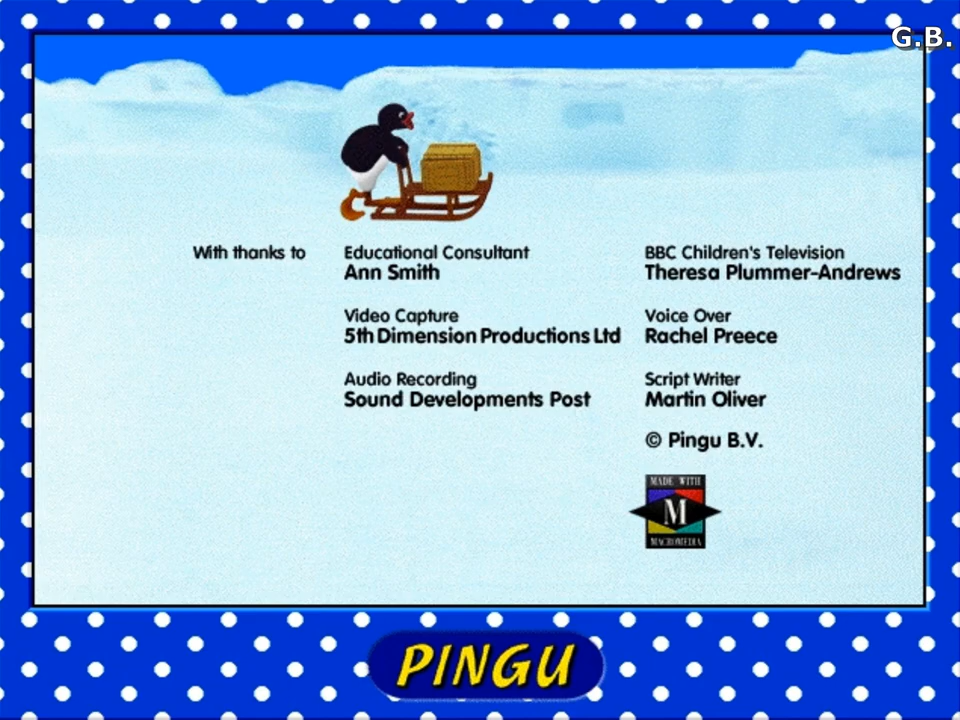 G.B.
With thanks to
Educational Consultant
Ann Smith
Video Capture
5th Dimension Productions Ltd
Audio Recording
Sound Developments Post
BBC Children's Television
Theresa Plummer-Andrews
Voice Over
Rachel Preece
Script Writer
Martin Oliver
© Pingu B.V.
MADE WITH
M
MACROMEDIA
PINGU